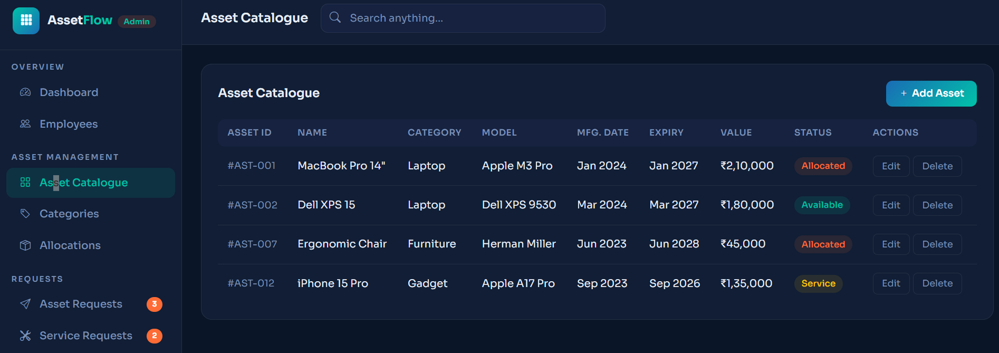 AssetFlow Admin
OVERVIEW
Dashboard
Employees
ASSET MANAGEMENT
Asset Catalogue
Categories
Allocations
REQUESTS
Asset Requests 3
Service Requests 2
Asset Catalogue
Search anything...
Asset Catalogue
+ Add Asset
ASSET ID NAME CATEGORY MODEL MFG. DATE EXPIRY VALUE STATUS ACTIONS
#AST-001 MacBook Pro 14" Laptop Apple M3 Pro Jan 2024 Jan 2027 ₹2,10,000 Allocated Edit Delete
#AST-002 Dell XPS 15 Laptop Dell XPS 9530 Mar 2024 Mar 2027 ₹1,80,000 Available Edit Delete
#AST-007 Ergonomic Chair Furniture Herman Miller Jun 2023 Jun 2028 ₹45,000 Allocated Edit Delete
#AST-012 iPhone 15 Pro Gadget Apple A17 Pro Sep 2023 Sep 2026 ₹1,35,000 Service Edit Delete